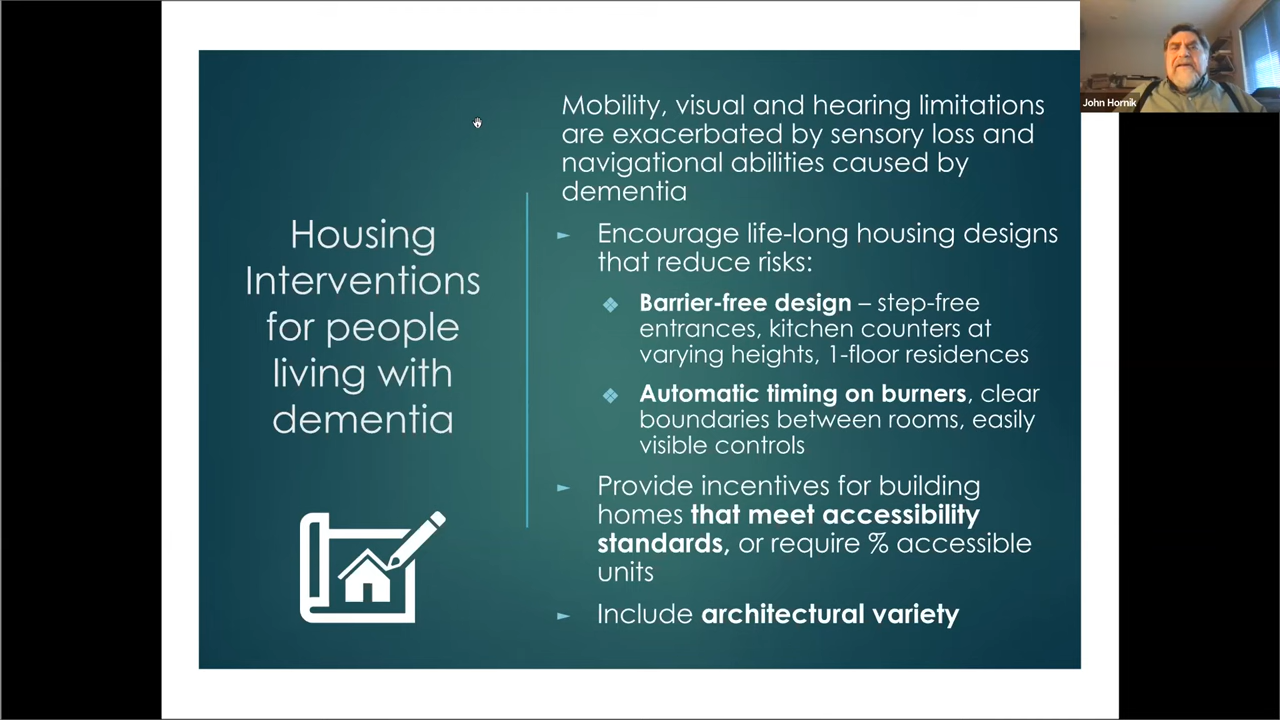 Housing
Interventions
for people
living with
dementia
Mobility, visual and hearing limitations
are exacerbated by sensory loss and
navigational abilities caused by
dementia
► Encourage life-long housing designs
that reduce risks:
❖ Barrier-free design – step-free
entrances, kitchen counters at
varying heights, 1-floor residences
❖ Automatic timing on burners, clear
boundaries between rooms, easily
visible controls
► Provide incentives for building
homes that meet accessibility
standards, or require % accessible
units
► Include architectural variety
John Hornik